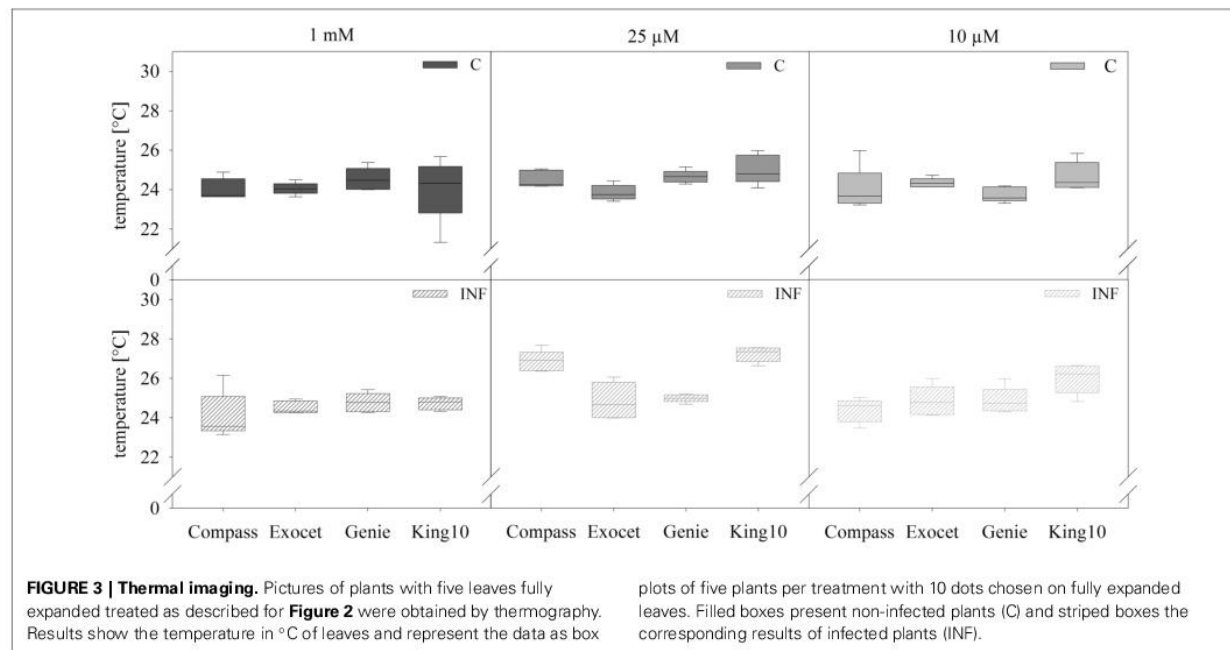 1 mM
25 µM
10 µM
C
C
C
temperature [°C]
30
28
26
24
22
0
INF
INF
INF
temperature [°C]
30
28
26
24
22
0
Compass Exocet Genie King10
Compass Exocet Genie King10
Compass Exocet Genie King10
FIGURE 3 | Thermal imaging. Pictures of plants with five leaves fully
expanded treated as described for Figure 2 were obtained by thermography.
Results show the temperature in °C of leaves and represent the data as box
plots of five plants per treatment with 10 dots chosen on fully expanded
leaves. Filled boxes present non-infected plants (C) and striped boxes the
corresponding results of infected plants (INF).